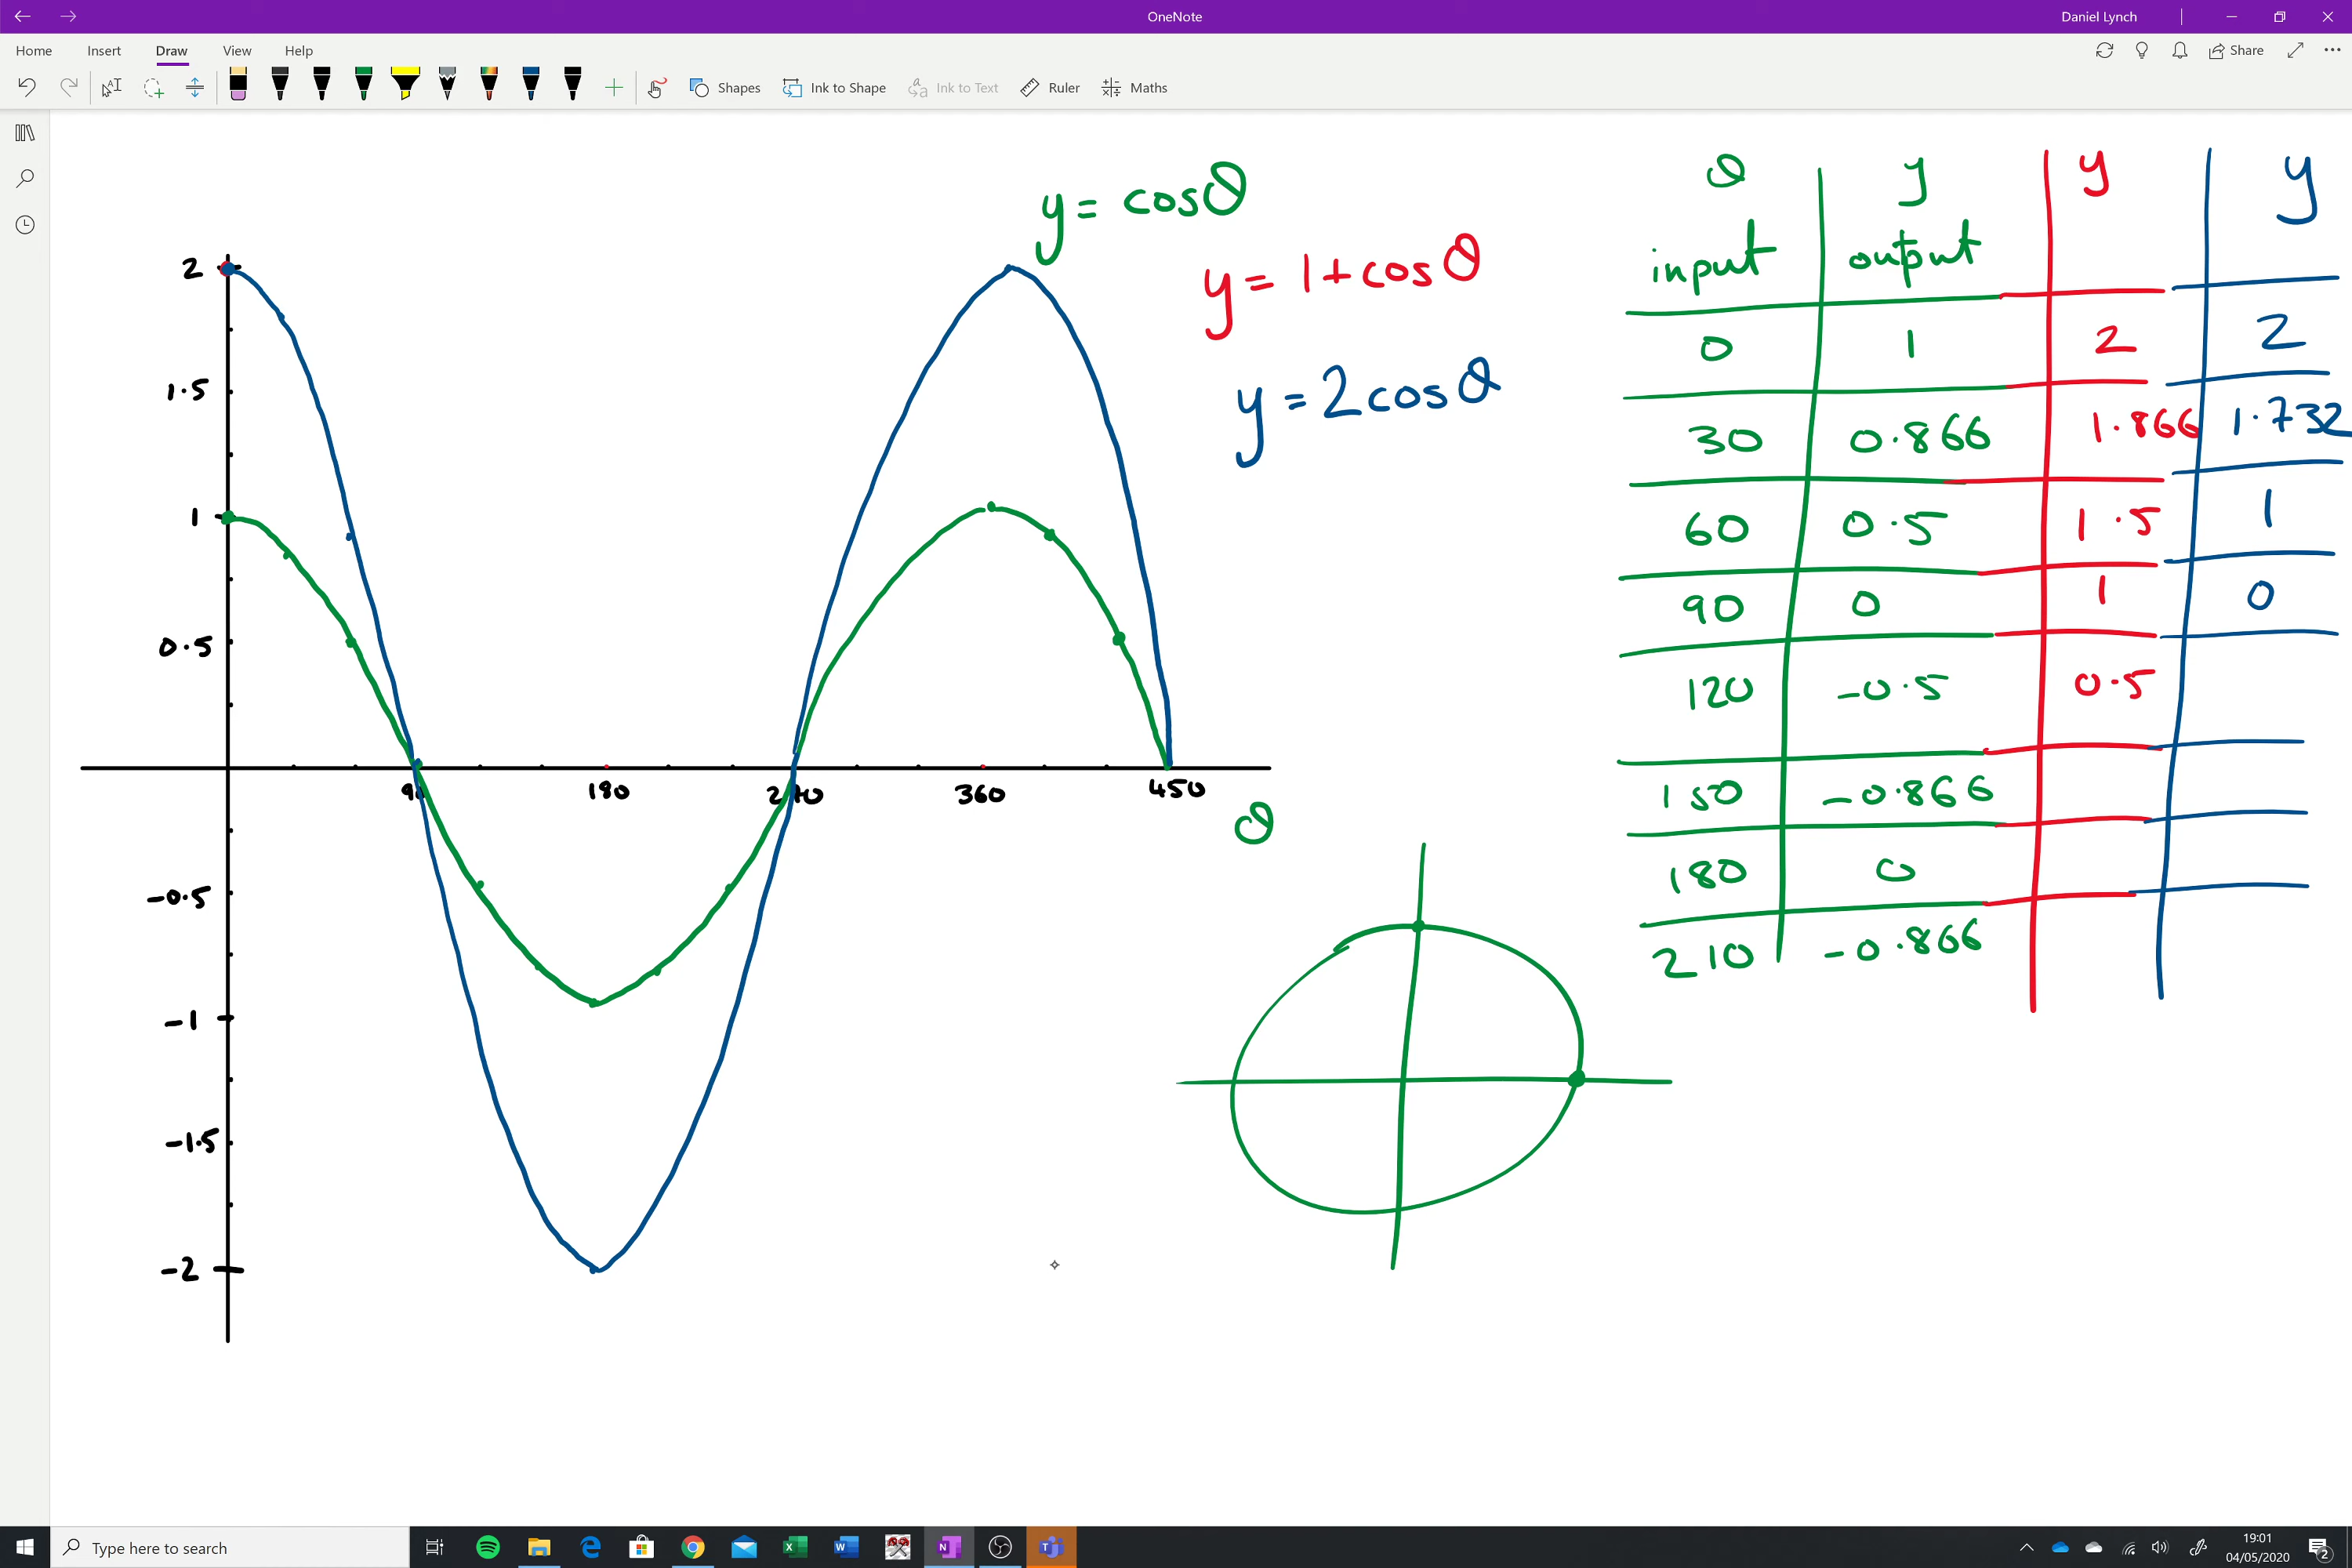 OneNote
Daniel Lynch
Home Insert Draw View Help
Share
Shapes Ink to Shape Ink to Text Ruler Maths
y = cosθ
y = 1 + cosθ
y = 2cosθ
2
1.5
1
0.5
-0.5
-1
-1.5
-2
90 180 270 360 450
θ
θ y y y
input output
0 1 2 2
30 0.866 1.866 1.732
60 0.5 1.5 1
90 0 1 0
120 -0.5 0.5
150 -0.866
180 0
210 -0.866
Type here to search
19:01
04/05/2020
2